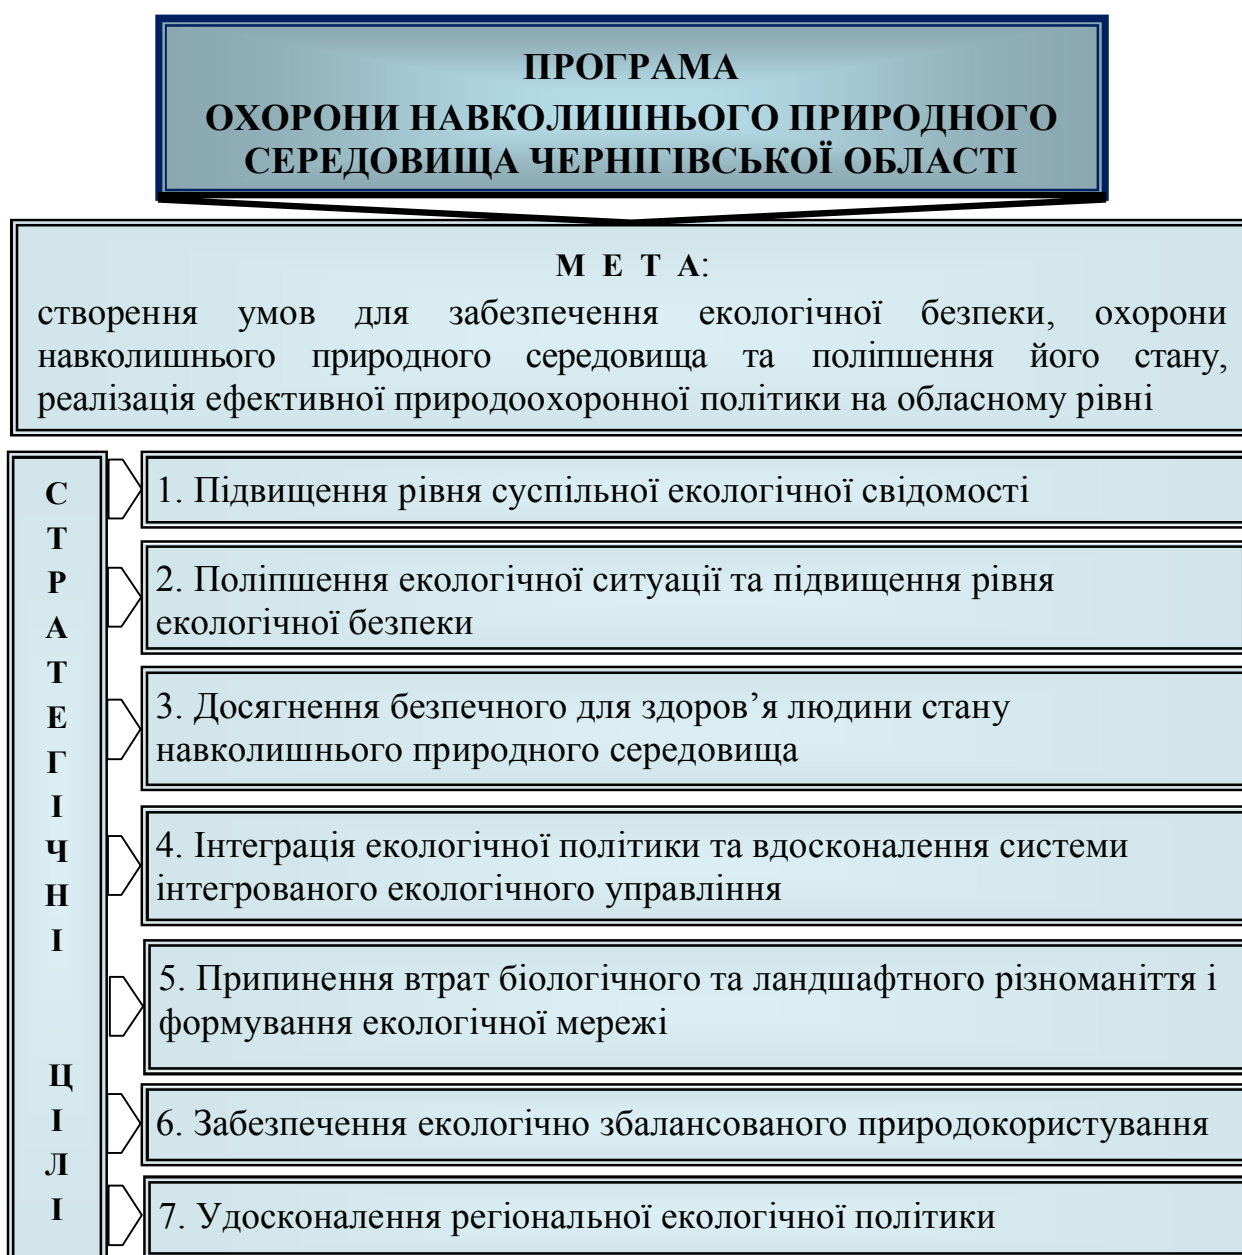 ПРОГРАМА
ОХОРОНИ НАВКОЛИШНЬОГО ПРИРОДНОГО
СЕРЕДОВИЩА ЧЕРНІГІВСЬКОЇ ОБЛАСТІ
М Е Т А:
створення умов для забезпечення екологічної безпеки, охорони
навколишнього природного середовища та поліпшення його стану,
реалізація ефективної природоохоронної політики на обласному рівні
СТРАТЕГІЧНІ ЦІЛІ
1. Підвищення рівня суспільної екологічної свідомості
2. Поліпшення екологічної ситуації та підвищення рівня
екологічної безпеки
3. Досягнення безпечного для здоров’я людини стану
навколишнього природного середовища
4. Інтеграція екологічної політики та вдосконалення системи
інтегрованого екологічного управління
5. Припинення втрат біологічного та ландшафтного різноманіття і
формування екологічної мережі
6. Забезпечення екологічно збалансованого природокористування
7. Удосконалення регіональної екологічної політики